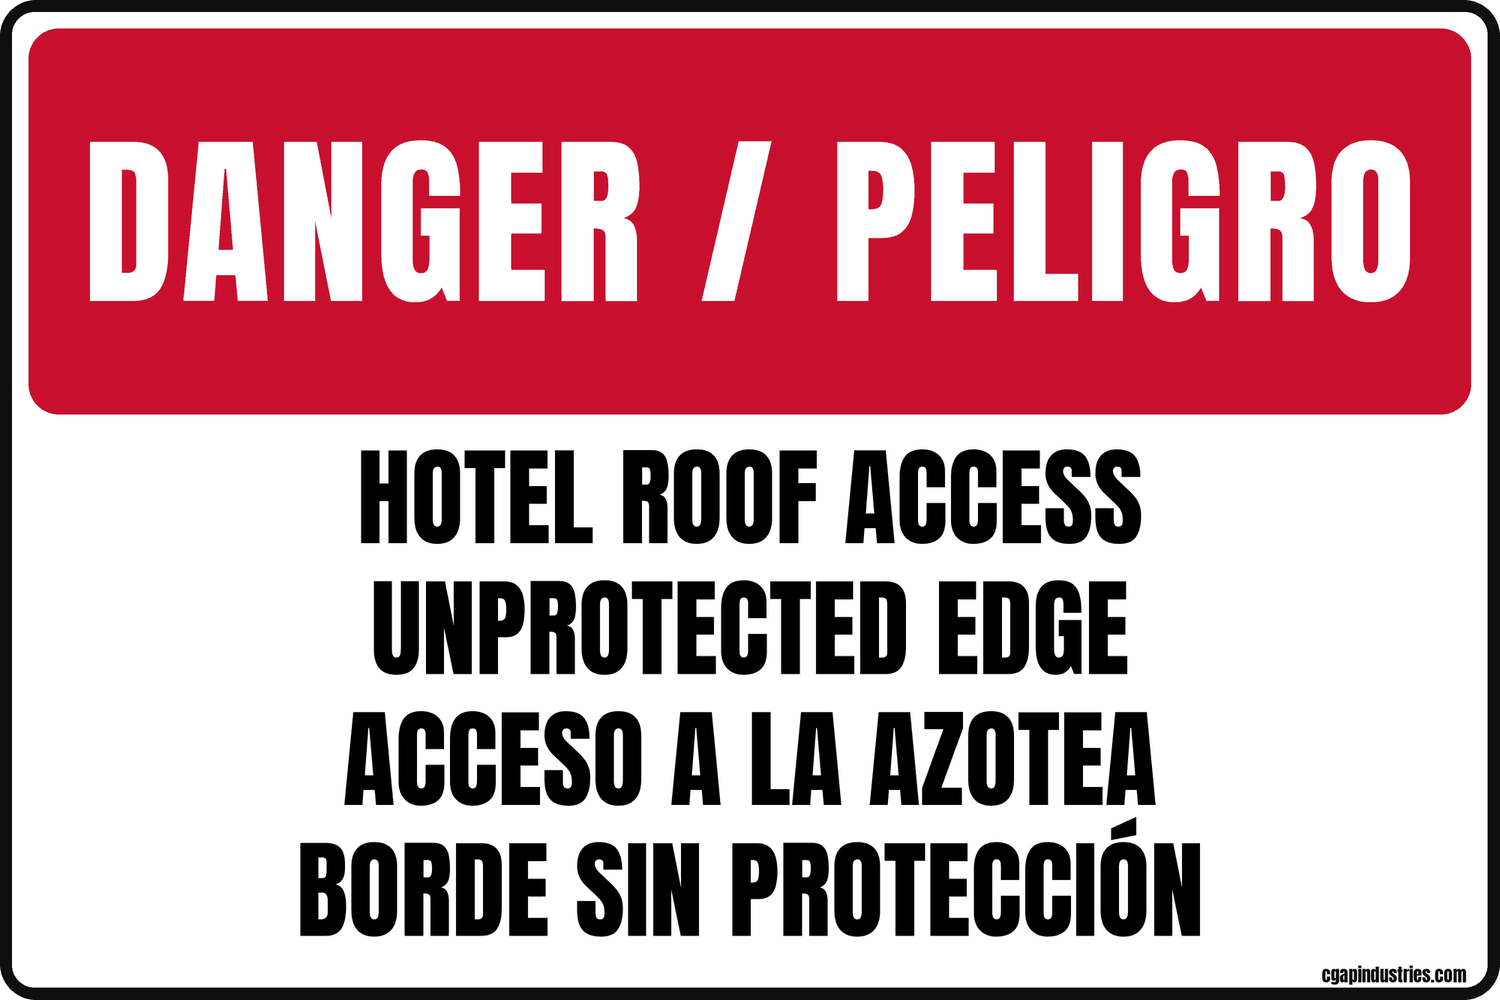 DANGER / PELIGRO
HOTEL ROOF ACCESS
UNPROTECTED EDGE
ACCESO A LA AZOTEA
BORDE SIN PROTECCIÓN
cgapindustries.com